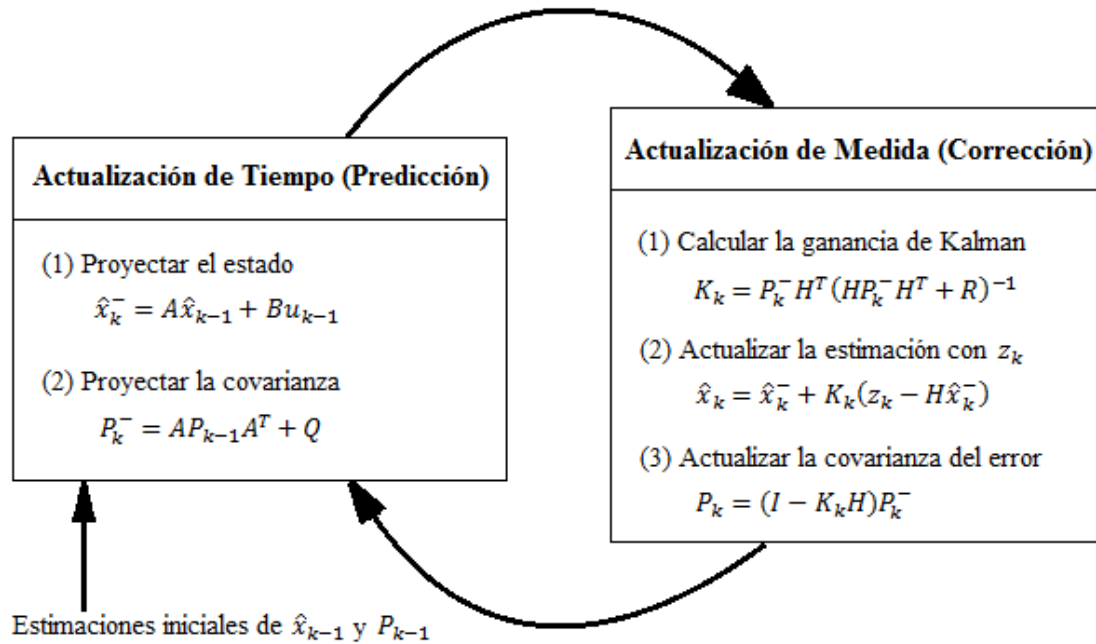 Actualización de Tiempo (Predicción)
(1) Proyectar el estado
x̂ₖ⁻ = Ax̂ₖ₋₁ + Buₖ₋₁
(2) Proyectar la covarianza
Pₖ⁻ = APₖ₋₁Aᵀ + Q
Estimaciones iniciales de x̂ₖ₋₁ y Pₖ₋₁
Actualización de Medida (Corrección)
(1) Calcular la ganancia de Kalman
Kₖ = Pₖ⁻Hᵀ(HPₖ⁻Hᵀ + R)⁻¹
(2) Actualizar la estimación con zₖ
x̂ₖ = x̂ₖ⁻ + Kₖ(zₖ − Hx̂ₖ⁻)
(3) Actualizar la covarianza del error
Pₖ = (I − KₖH)Pₖ⁻